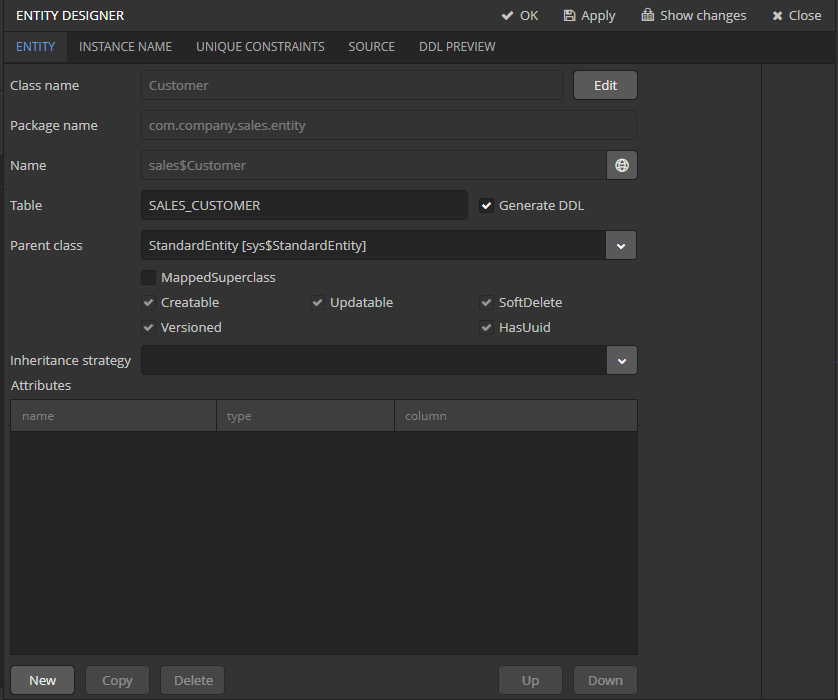 ENTITY DESIGNER OK Apply Show changes Close
ENTITY INSTANCE NAME UNIQUE CONSTRAINTS SOURCE DDL PREVIEW
Class name Customer Edit
Package name com.company.sales.entity
Name sales$Customer
Table SALES_CUSTOMER Generate DDL
Parent class StandardEntity [sys$StandardEntity]
MappedSuperclass
Creatable Updatable SoftDelete
Versioned HasUuid
Inheritance strategy
Attributes
name type column
New Copy Delete Up Down